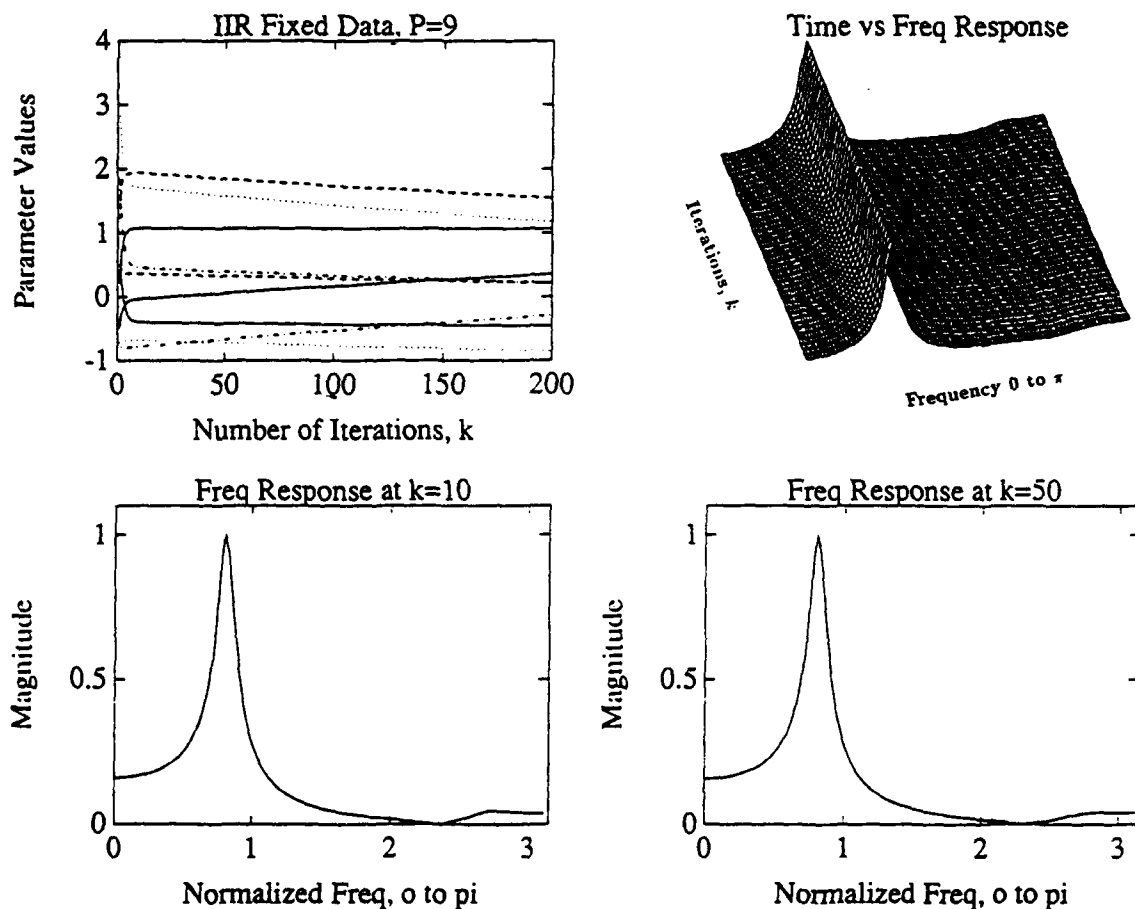 IIR Fixed Data, P=9
4
3
2
1
0
-1
Parameter Values
0
50
100
150
200
Number of Iterations, k
Time vs Freq Response
Iterations, k
Frequency 0 to π
Freq Response at k=10
1
0.5
0
Magnitude
0
1
2
3
Normalized Freq, o to pi
Freq Response at k=50
1
0.5
0
Magnitude
0
1
2
3
Normalized Freq, o to pi